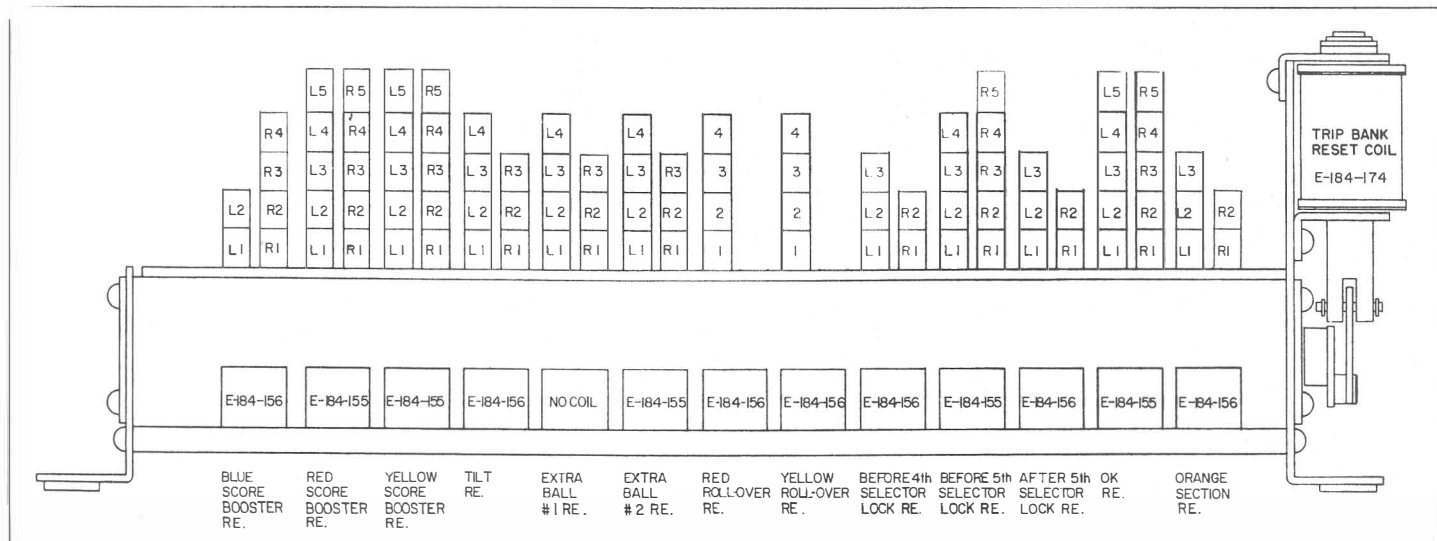 L5 R5 L5 R5 R5 L5 R5
R4 L4 R4 L4 R4 L4 L4 L4 4 4 L4 R4 L4 R4
R3 L3 R3 L3 R3 L3 R3 L3 R3 L3 R3 3 3 L3 L3 R3 L3 L3 R3 L3
L2 R2 L2 R2 L2 R2 L2 R2 L2 R2 L2 R2 2 2 L2 R2 L2 R2 L2 R2 L2 R2 L2 R2
L1 R1 L1 R1 L1 R1 L1 R1 L1 R1 L1 R1 1 1 L1 R1 L1 R1 L1 R1 L1 R1 L1 R1
TRIP BANK
RESET COIL
E-184-174
E-184-156 E-184-155 E-184-155 E-184-156 NO COIL E-184-155 E-184-156 E-184-156 E-184-156 E-184-155 E-184-156 E-184-155 E-184-156
BLUE
SCORE
BOOSTER
RE.
RED
SCORE
BOOSTER
RE.
YELLOW
SCORE
BOOSTER
RE.
TILT
RE.
EXTRA
BALL
#1 RE.
EXTRA
BALL
#2 RE.
RED
ROLL-OVER
RE.
YELLOW
ROLL-OVER
RE.
BEFORE 4th
SELECTOR
LOCK RE.
BEFORE 5th
SELECTOR
LOCK RE.
AFTER 5th
SELECTOR
LOCK RE.
OK
RE.
ORANGE
SECTION
RE.